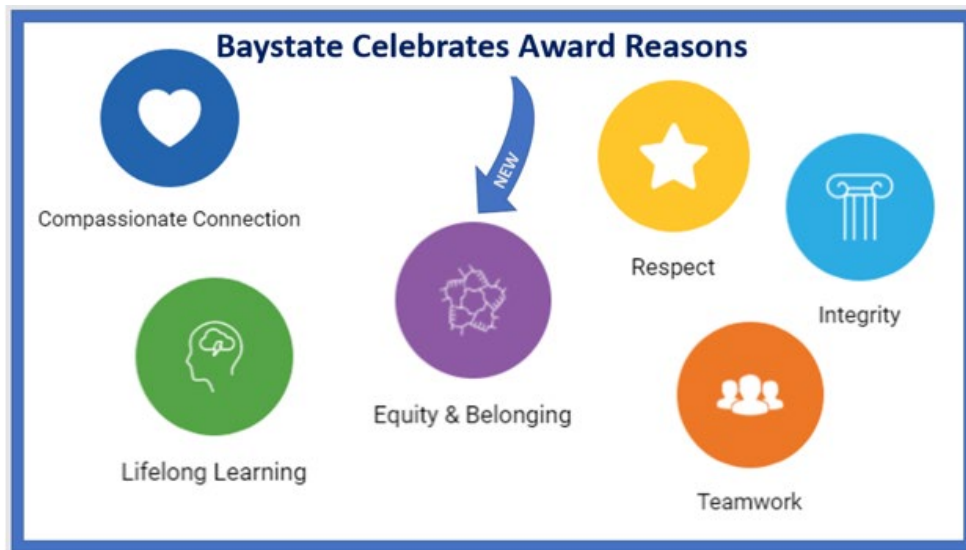 Baystate Celebrates Award Reasons
NEW
Compassionate Connection
Respect
Integrity
Equity & Belonging
Lifelong Learning
Teamwork